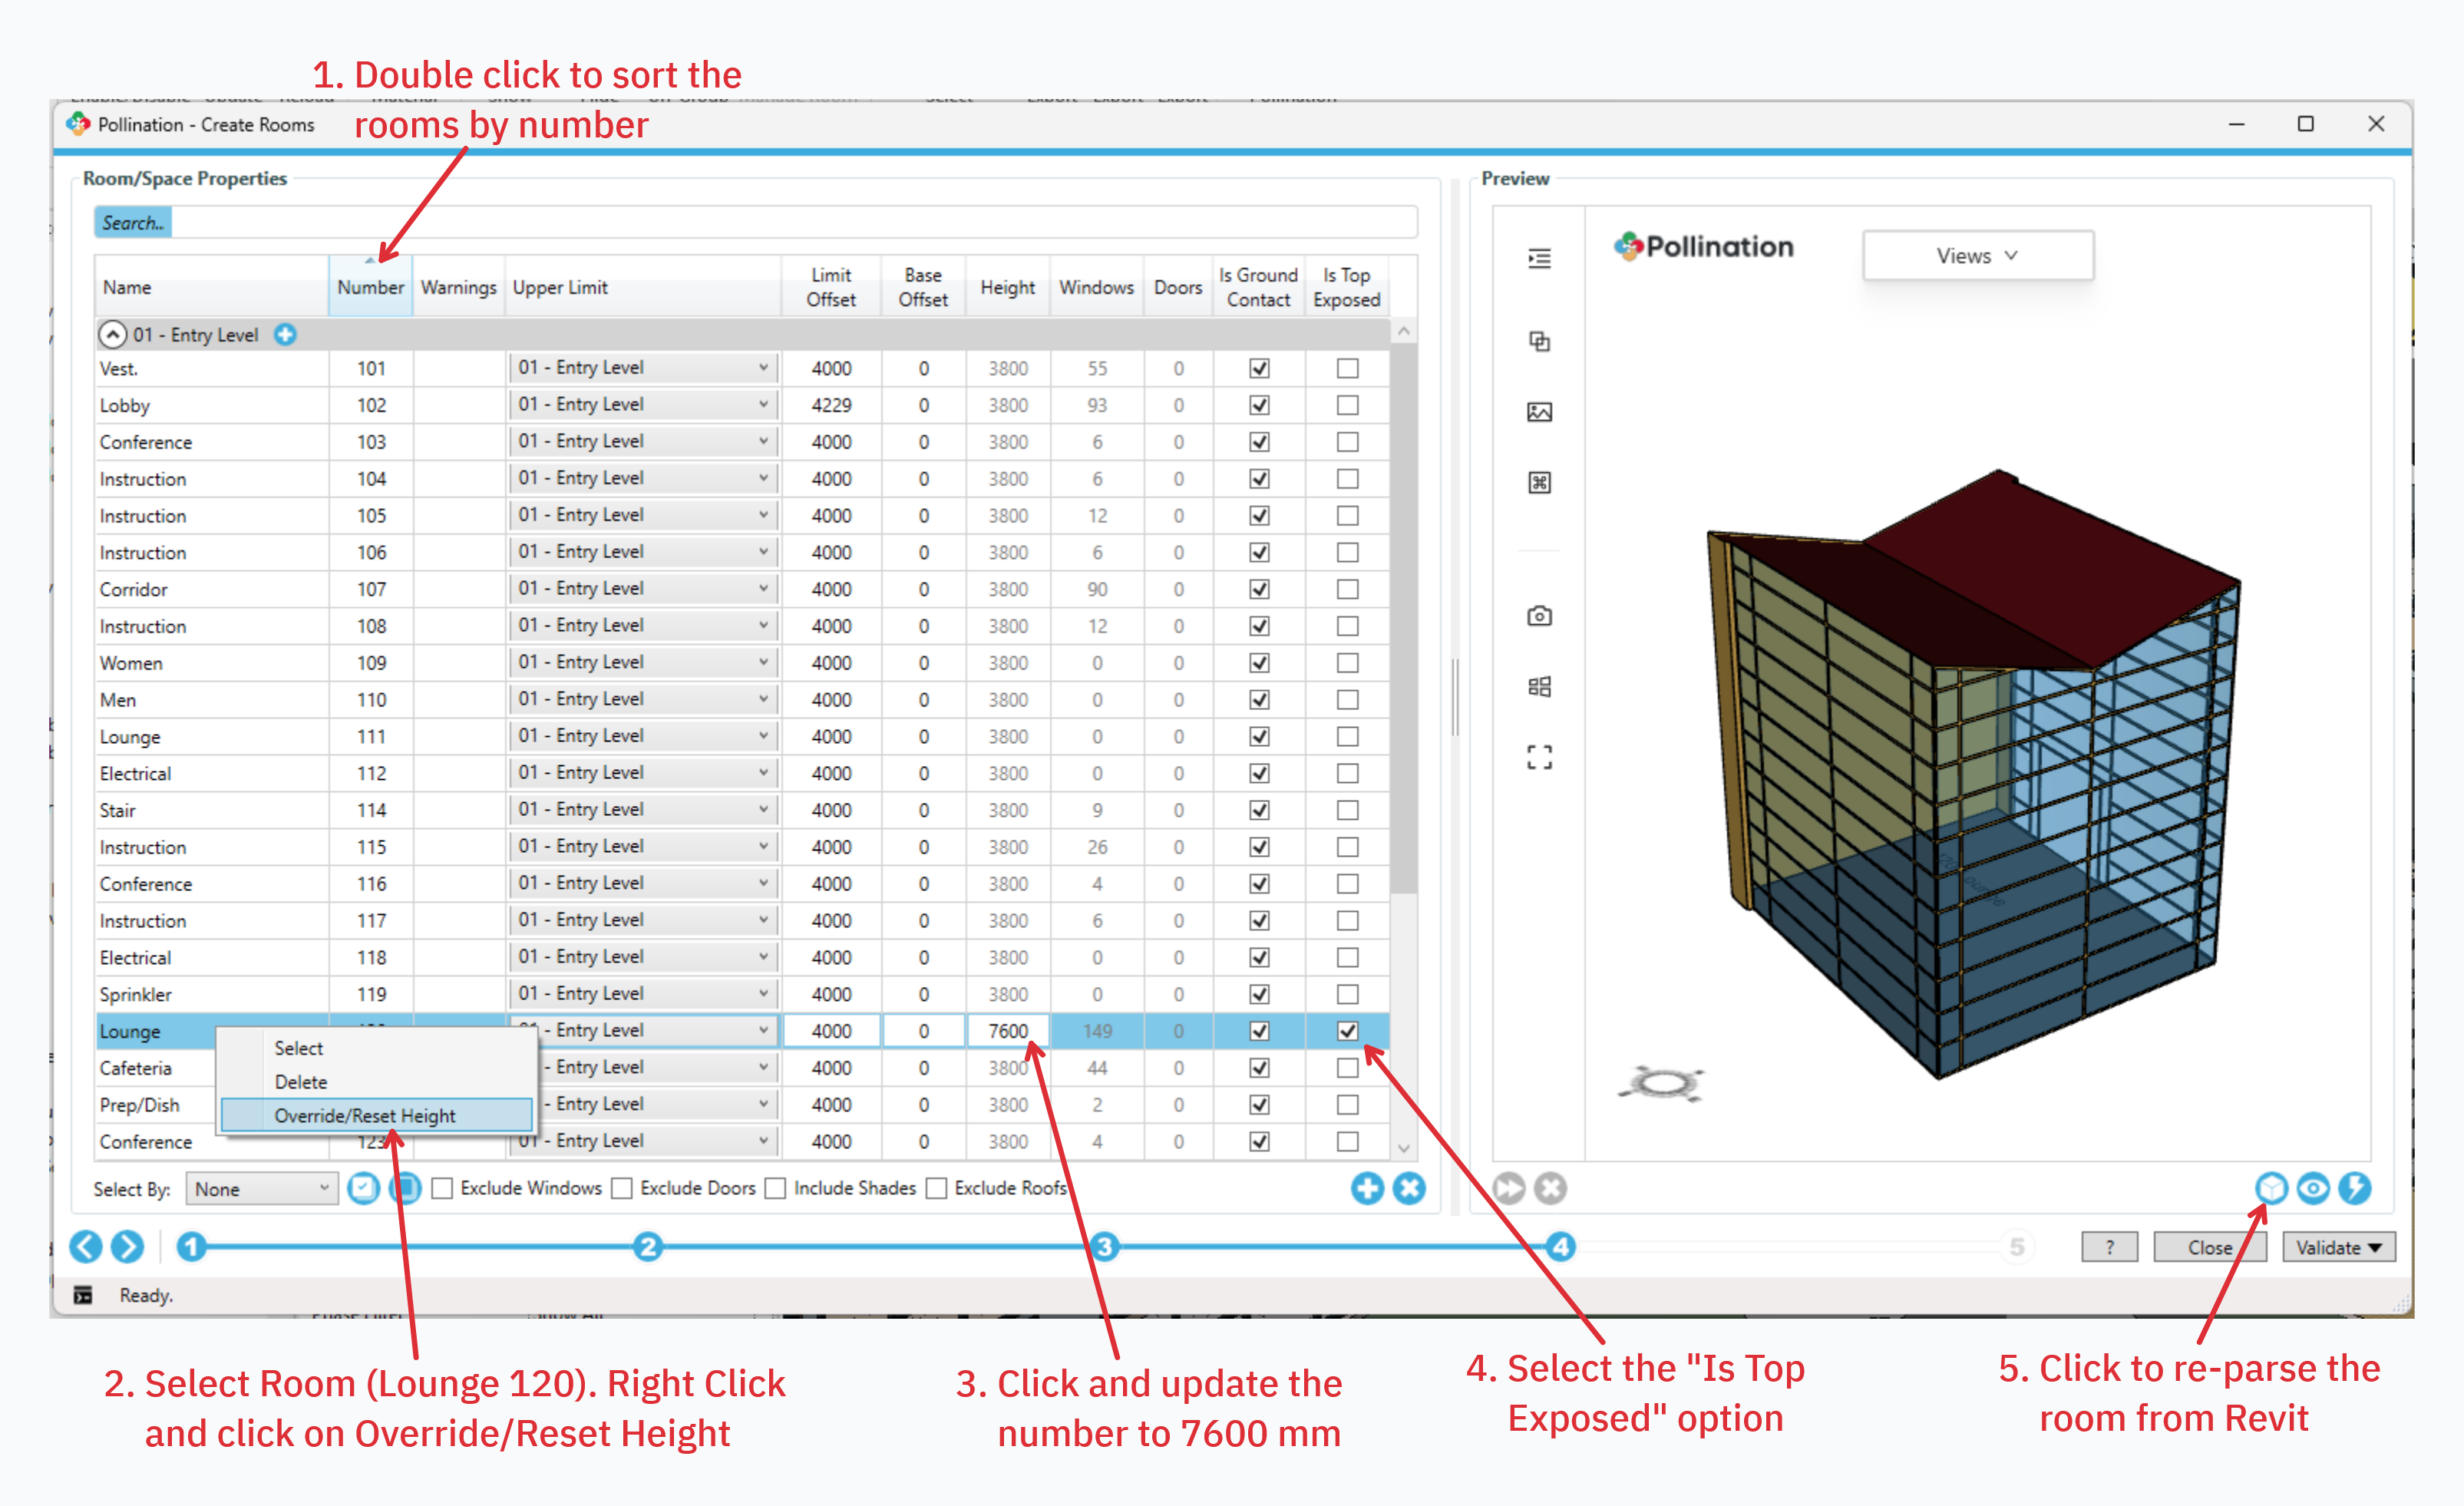 1. Double click to sort the
rooms by number
Pollination - Create Rooms
Room/Space Properties
Search..
Name Number Warnings Upper Limit Limit Offset Base Offset Height Windows Doors Is Ground Contact Is Top Exposed
01 - Entry Level
Vest. 101 01 - Entry Level 4000 0 3800 55 0
Lobby 102 01 - Entry Level 4229 0 3800 93 0
Conference 103 01 - Entry Level 4000 0 3800 6 0
Instruction 104 01 - Entry Level 4000 0 3800 6 0
Instruction 105 01 - Entry Level 4000 0 3800 12 0
Instruction 106 01 - Entry Level 4000 0 3800 6 0
Corridor 107 01 - Entry Level 4000 0 3800 90 0
Instruction 108 01 - Entry Level 4000 0 3800 12 0
Women 109 01 - Entry Level 4000 0 3800 0 0
Men 110 01 - Entry Level 4000 0 3800 0 0
Lounge 111 01 - Entry Level 4000 0 3800 0 0
Electrical 112 01 - Entry Level 4000 0 3800 0 0
Stair 114 01 - Entry Level 4000 0 3800 9 0
Instruction 115 01 - Entry Level 4000 0 3800 26 0
Conference 116 01 - Entry Level 4000 0 3800 4 0
Instruction 117 01 - Entry Level 4000 0 3800 6 0
Electrical 118 01 - Entry Level 4000 0 3800 0 0
Sprinkler 119 01 - Entry Level 4000 0 3800 0 0
Lounge - Entry Level 4000 0 7600 149 0
Cafeteria - Entry Level 4000 0 3800 44 0
Prep/Dish - Entry Level 4000 0 3800 2 0
Conference 123 01 - Entry Level 4000 0 3800 4 0
Select
Delete
Override/Reset Height
Select By: None Exclude Windows Exclude Doors Include Shades Exclude Roofs
Preview
Pollination
Views
1 2 3 4 5
? Close Validate
Ready.
2. Select Room (Lounge 120). Right Click
and click on Override/Reset Height
3. Click and update the
number to 7600 mm
4. Select the "Is Top
Exposed" option
5. Click to re-parse the
room from Revit